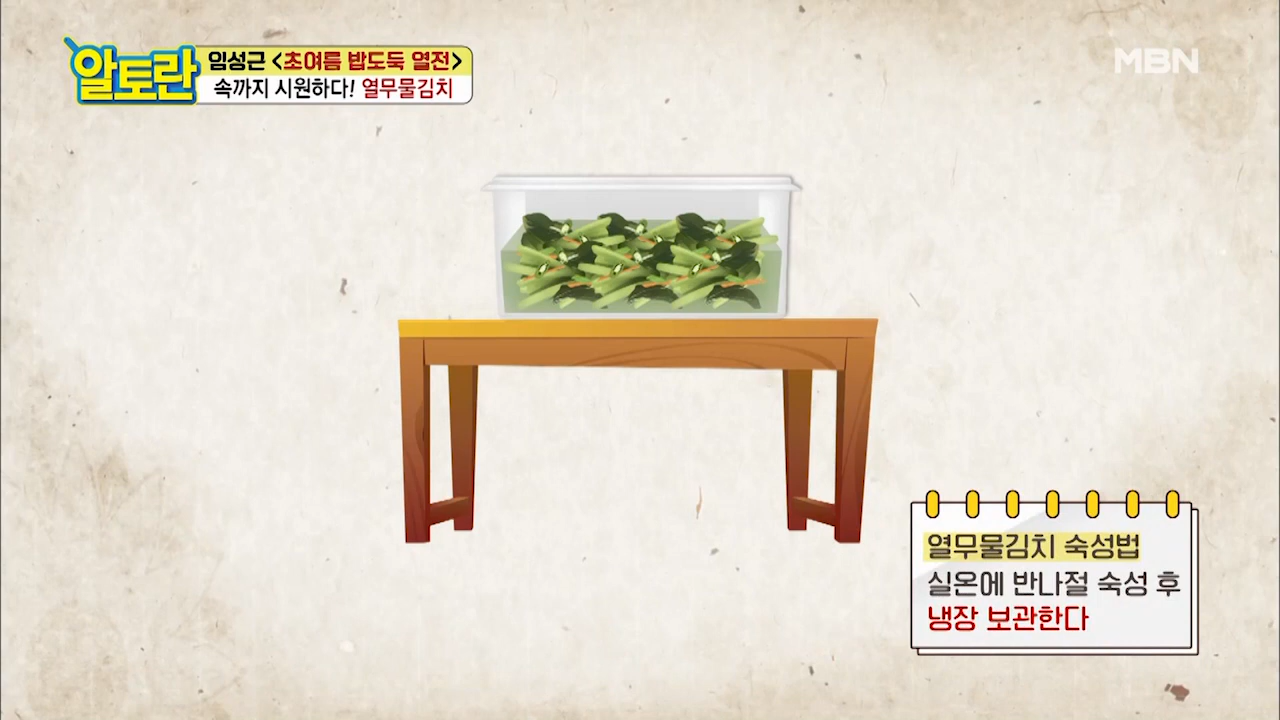 알토란
임성근 <초여름 밥도둑 열전>
속까지 시원하다! 열무물김치
MBN
열무물김치 숙성법
실온에 반나절 숙성 후
냉장 보관한다